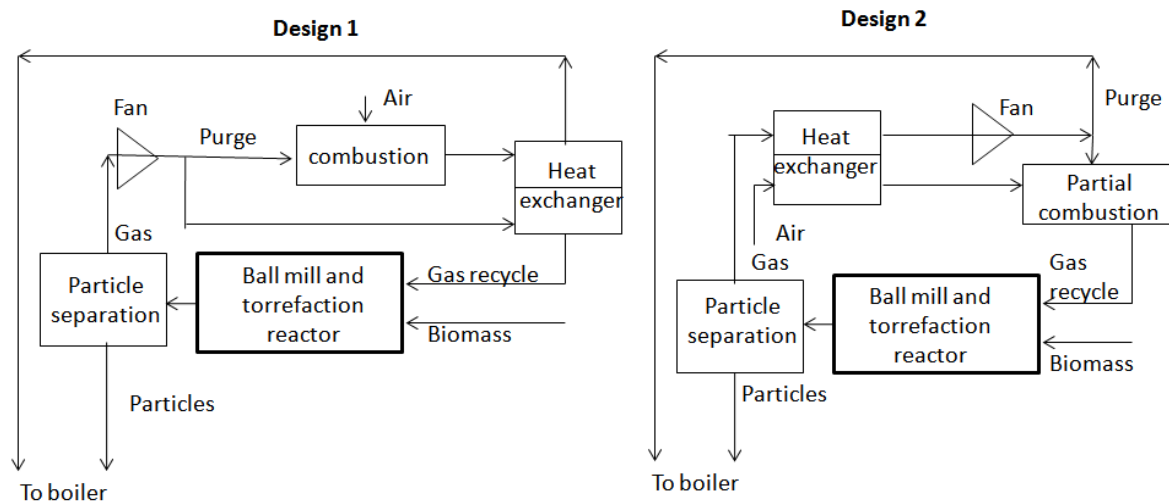 Design 1
Fan
Air
Purge
combustion
Heat
exchanger
Gas
Particle
separation
Ball mill and
torrefaction
reactor
Gas recycle
Biomass
Particles
To boiler
Design 2
Fan
Purge
Heat
exchanger
Partial
combustion
Air
Gas
Gas
recycle
Particle
separation
Ball mill and
torrefaction
reactor
Biomass
Particles
To boiler